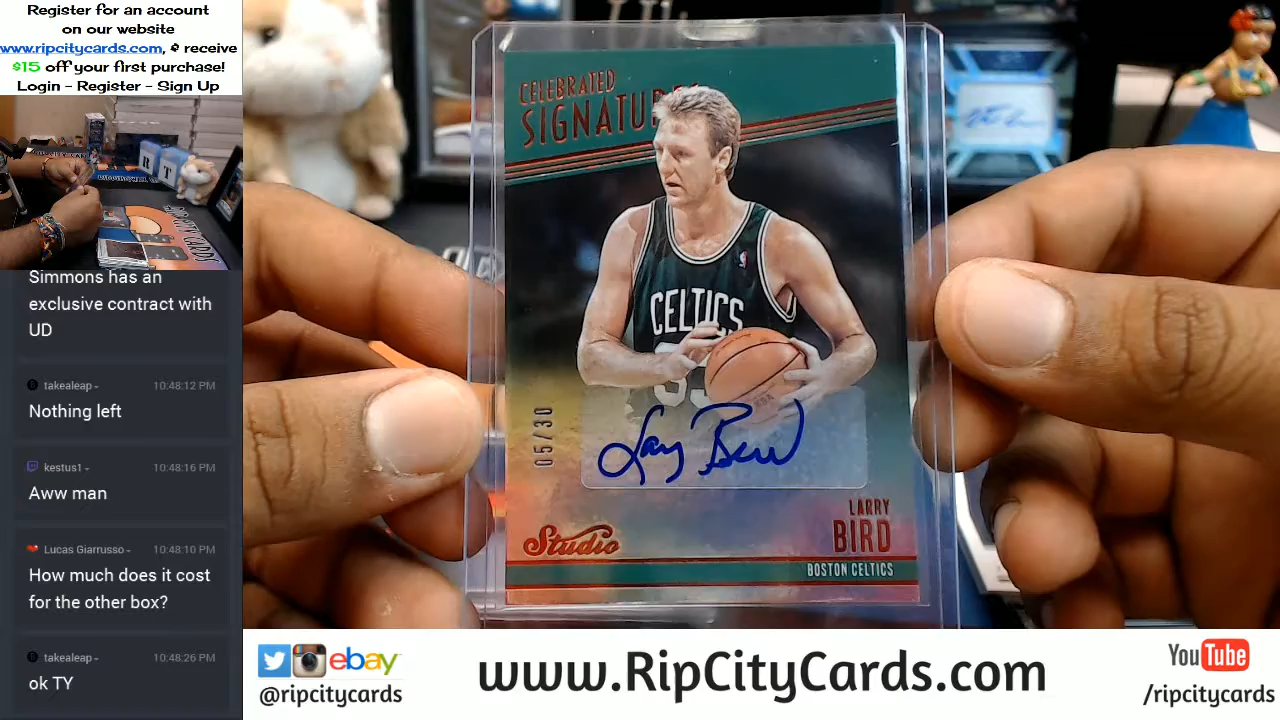 Register for an account
on our website
www.ripcitycards.com, & receive
$15 off your first purchase!
Login - Register - Sign Up
R T
Simmons has an
exclusive contract with
UD
takealeap
10:48:12 PM
Nothing left
kestus1
10:48:16 PM
Aww man
Lucas Giarrusso
10:48:10 PM
How much does it cost
for the other box?
takealeap
10:48:26 PM
ok TY
CELEBRATED
SIGNATURES
CELTICS
33
05/30
Larry Bird
LARRY
BIRD
Studio
BOSTON CELTICS
ebay
@ripcitycards
www.RipCityCards.com
YouTube
/ripcitycards